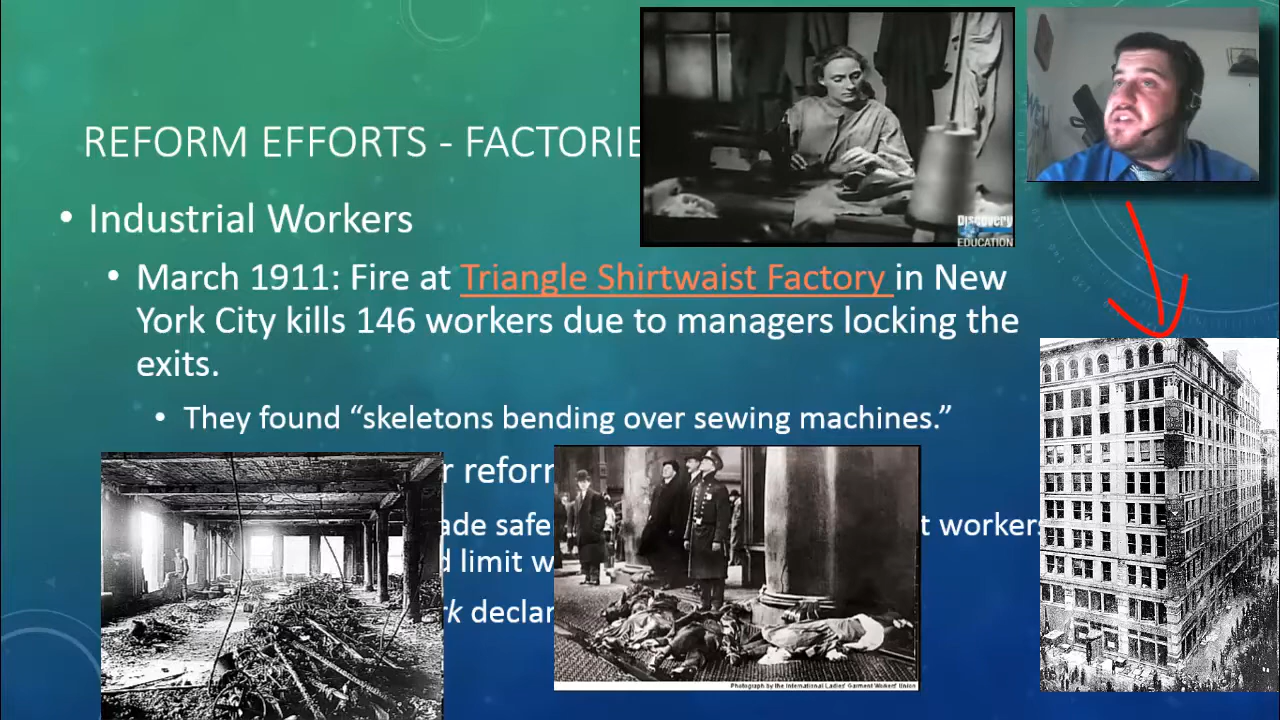 REFORM EFFORTS - FACTORIE
• Industrial Workers
• March 1911: Fire at Triangle Shirtwaist Factory in New
York City kills 146 workers due to managers locking the
exits.
• They found “skeletons bending over sewing machines.”
r reform
ade safe t workers
d limit w
rk declar
Discovery
EDUCATION
Photograph by the International Ladies' Garment Workers' Union